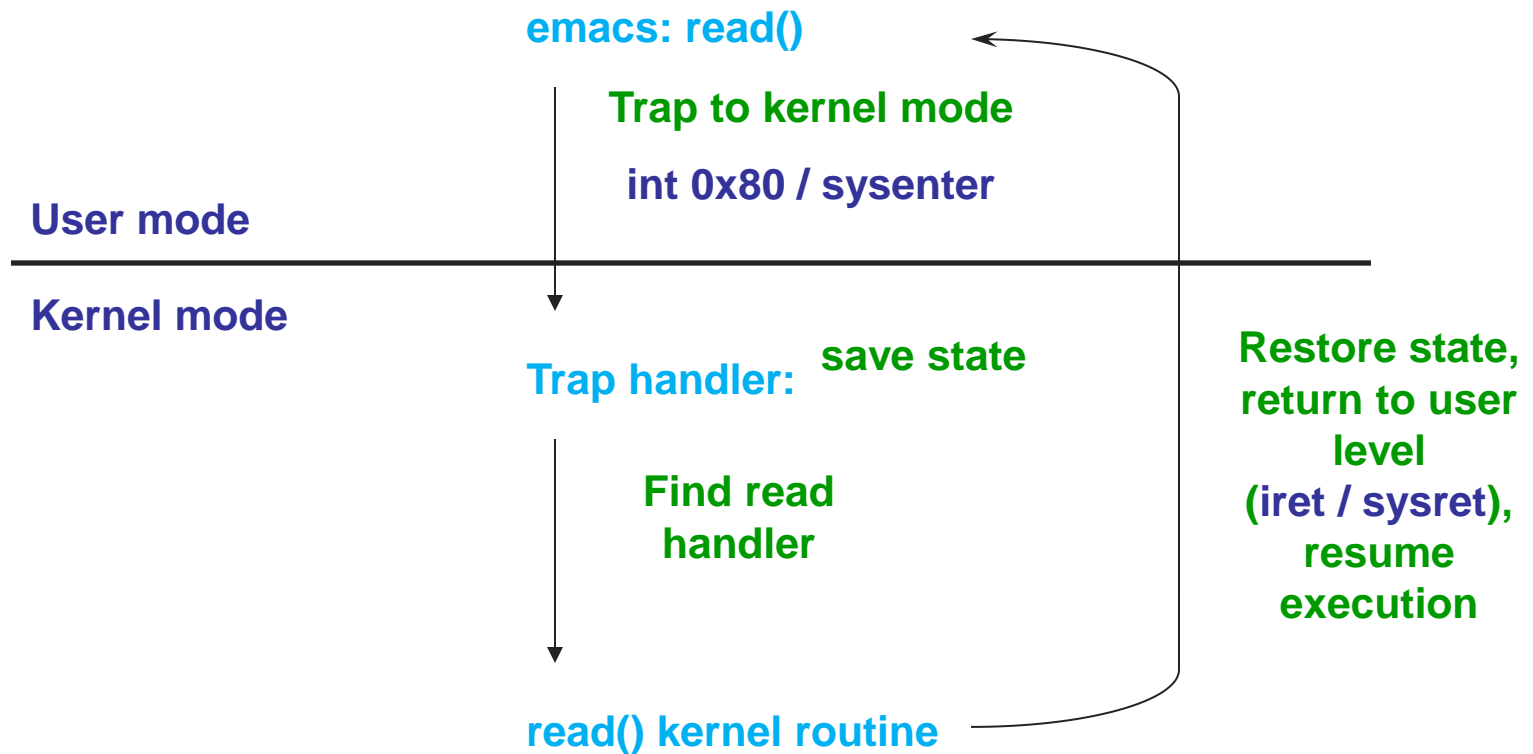 emacs: read()
Trap to kernel mode
int 0x80 / sysenter
User mode
Kernel mode
Trap handler:
save state
Find read
handler
read() kernel routine
Restore state,
return to user
level
(iret / sysret),
resume
execution